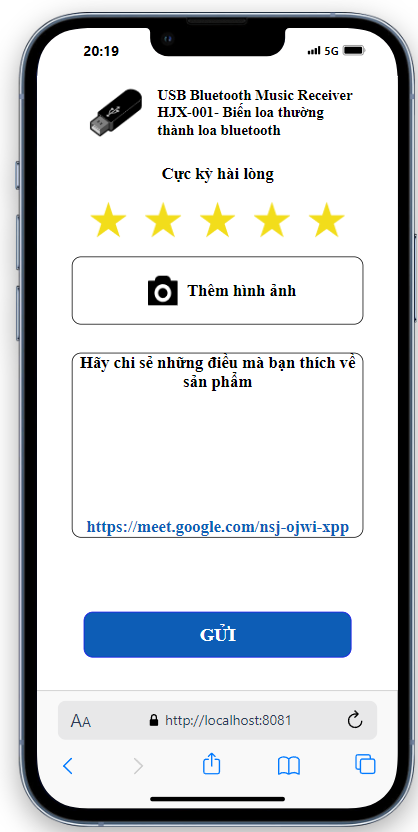 20:19
5G
USB Bluetooth Music Receiver
HJX-001- Biến loa thường
thành loa bluetooth
Cực kỳ hài lòng
Thêm hình ảnh
Hãy chi sẻ những điều mà bạn thích về
sản phẩm
https://meet.google.com/nsj-ojwi-xpp
GỬI
AA
http://localhost:8081